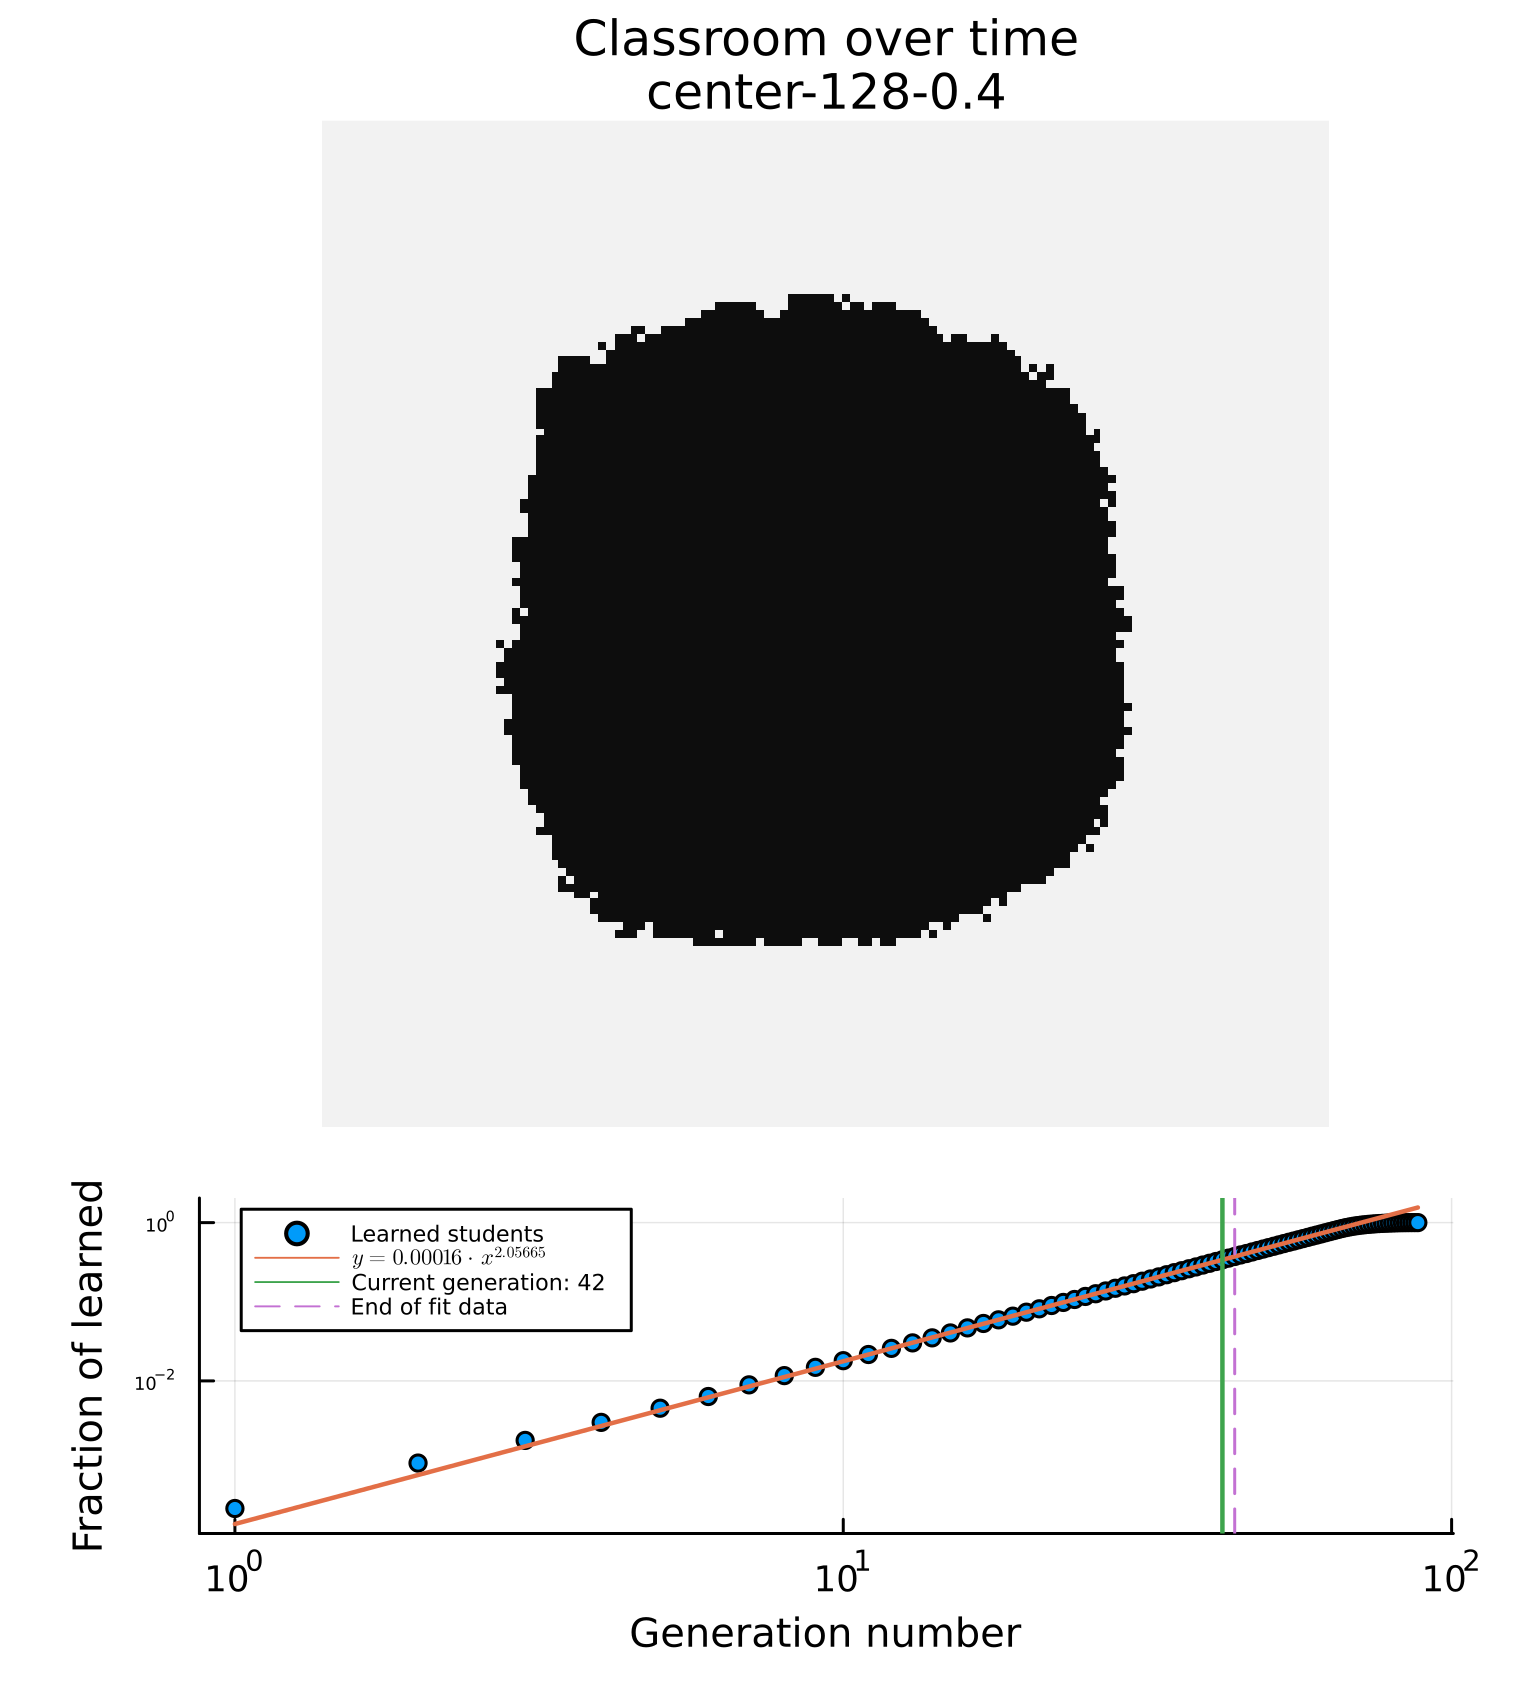 Classroom over time
center-128-0.4
Fraction of learned
10^0
10^-2
Learned students
y = 0.00016 · x^2.05665
Current generation: 42
End of fit data
10^0 10^1 10^2
Generation number